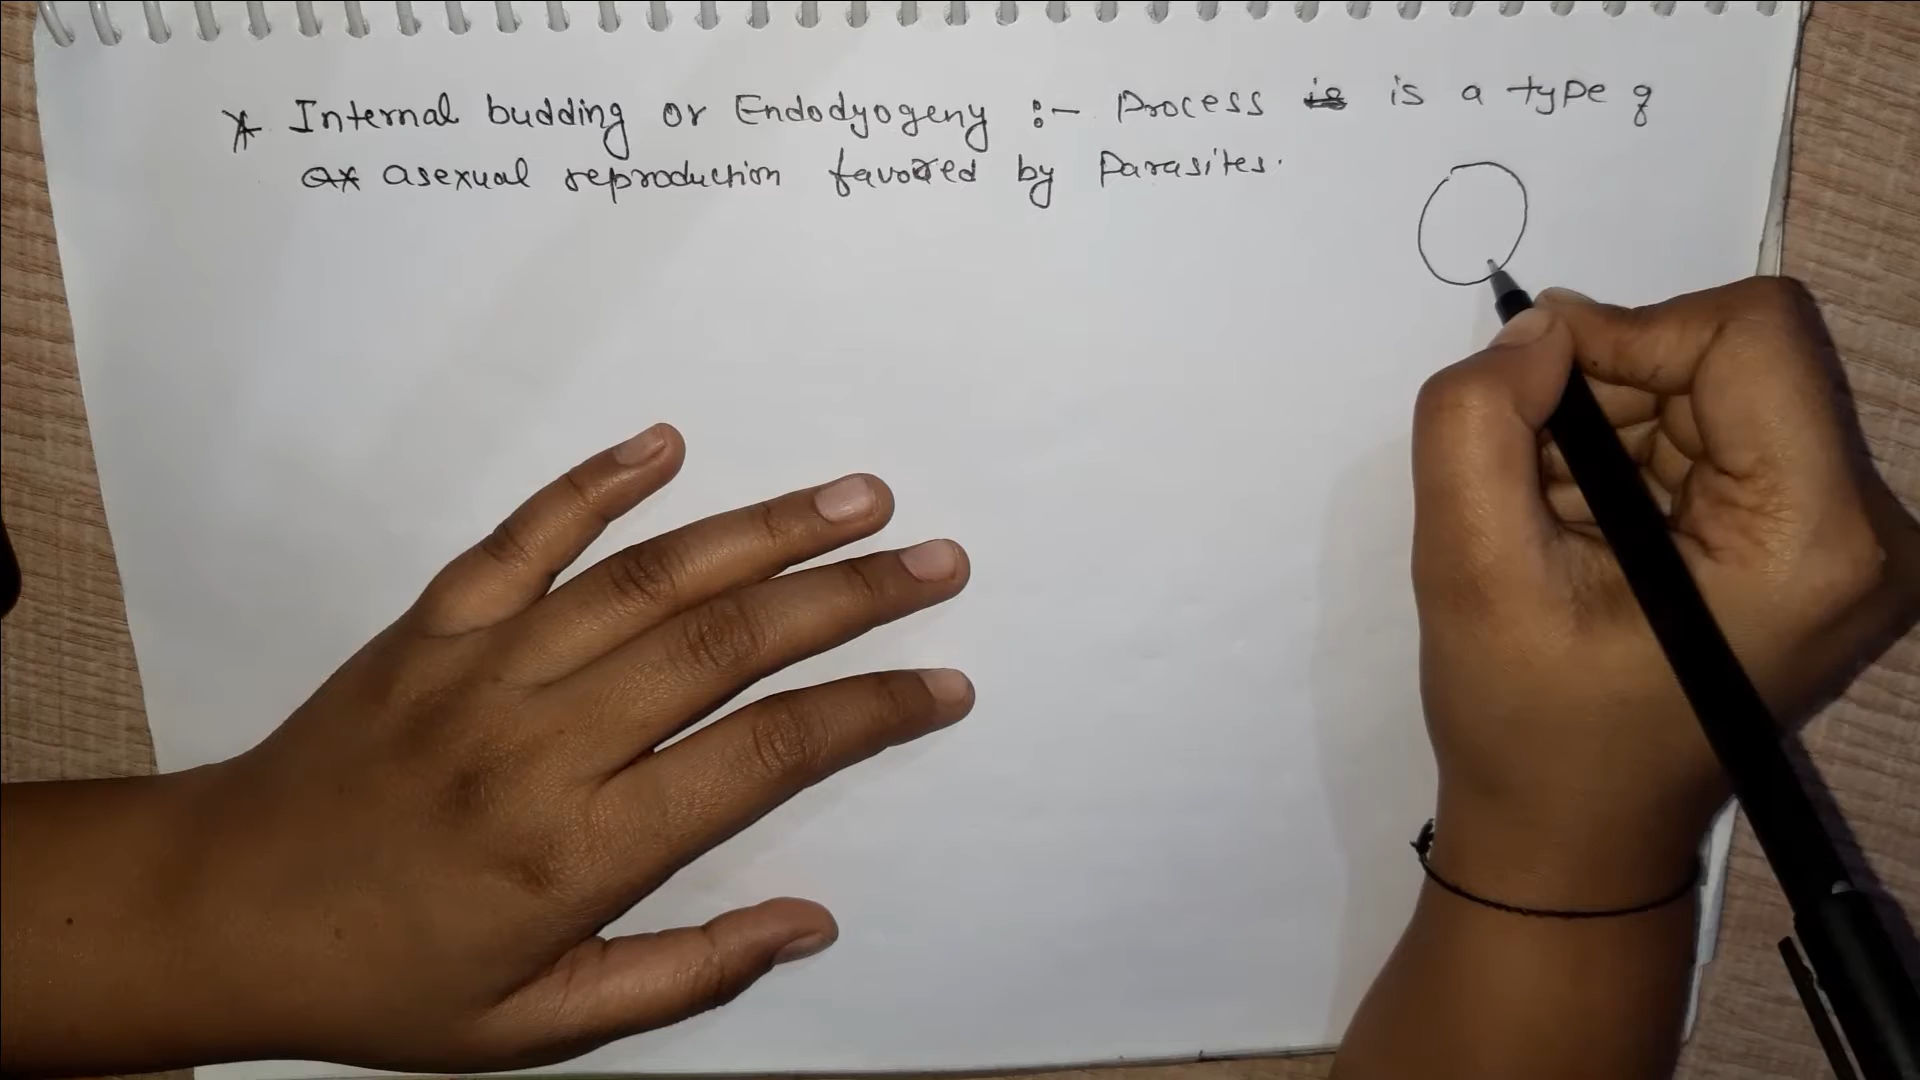 * Internal budding or Endodyogeny :- Process is is a type of
asexual reproduction favored by Parasites.